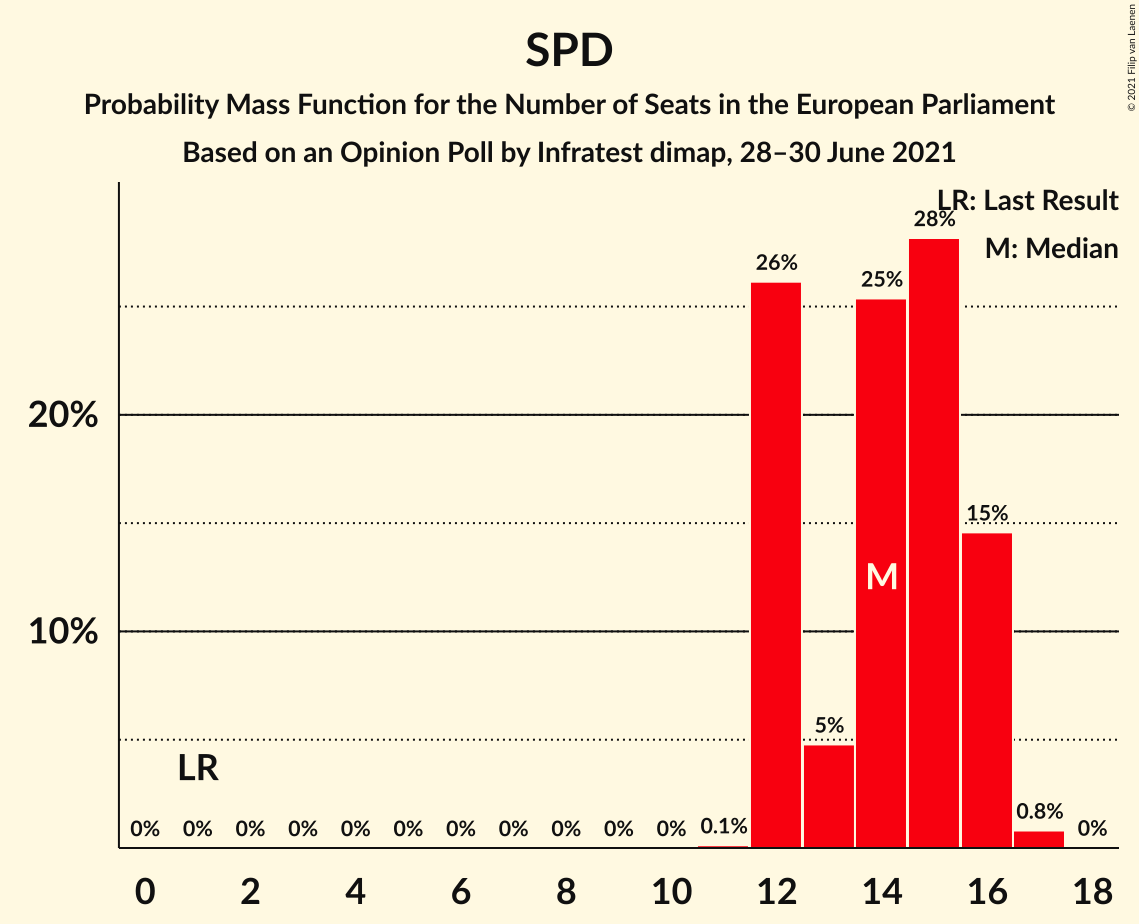 SPD
Probability Mass Function for the Number of Seats in the European Parliament
Based on an Opinion Poll by Infratest dimap, 28–30 June 2021
© 2021 Filip van Laenen
LR: Last Result
M: Median
28%
26%
25%
20%
15%
M
10%
5%
LR
0% 0% 0% 0% 0% 0% 0% 0% 0% 0% 0% 0.1% 0.8% 0%
0 2 4 6 8 10 12 14 16 18